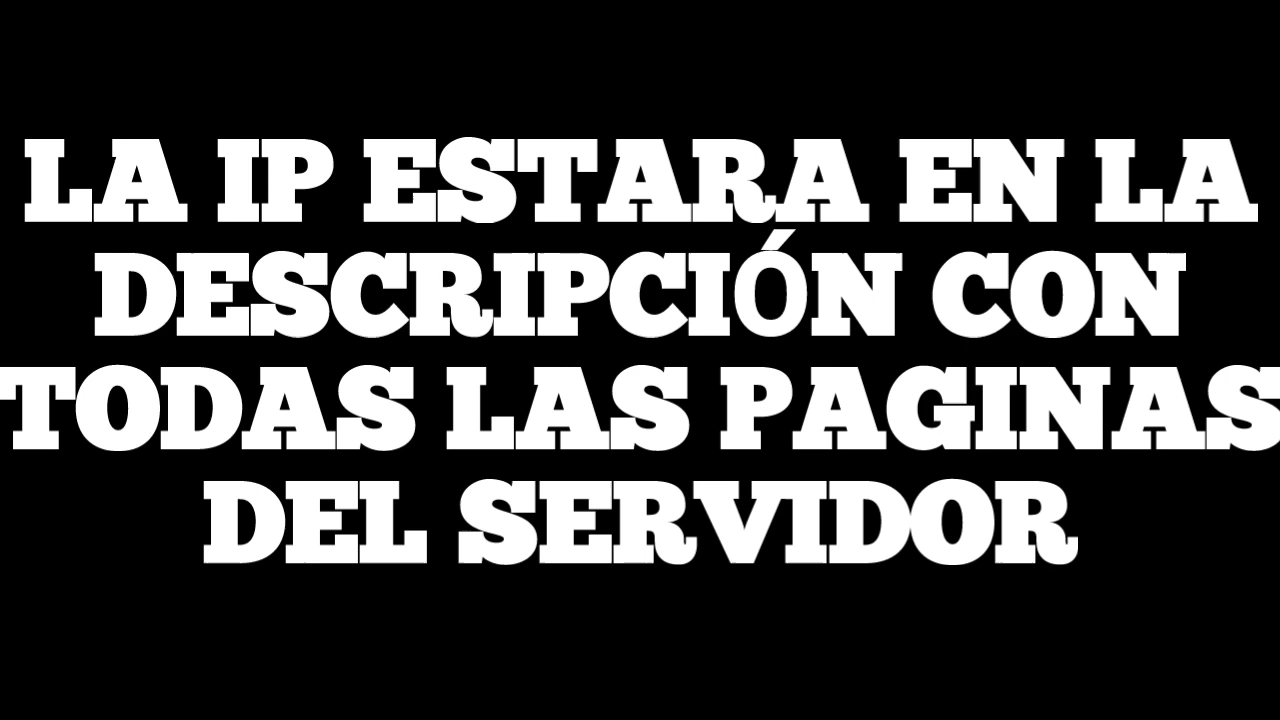 LA IP ESTARA EN LA
DESCRIPCIÓN CON
TODAS LAS PAGINAS
DEL SERVIDOR